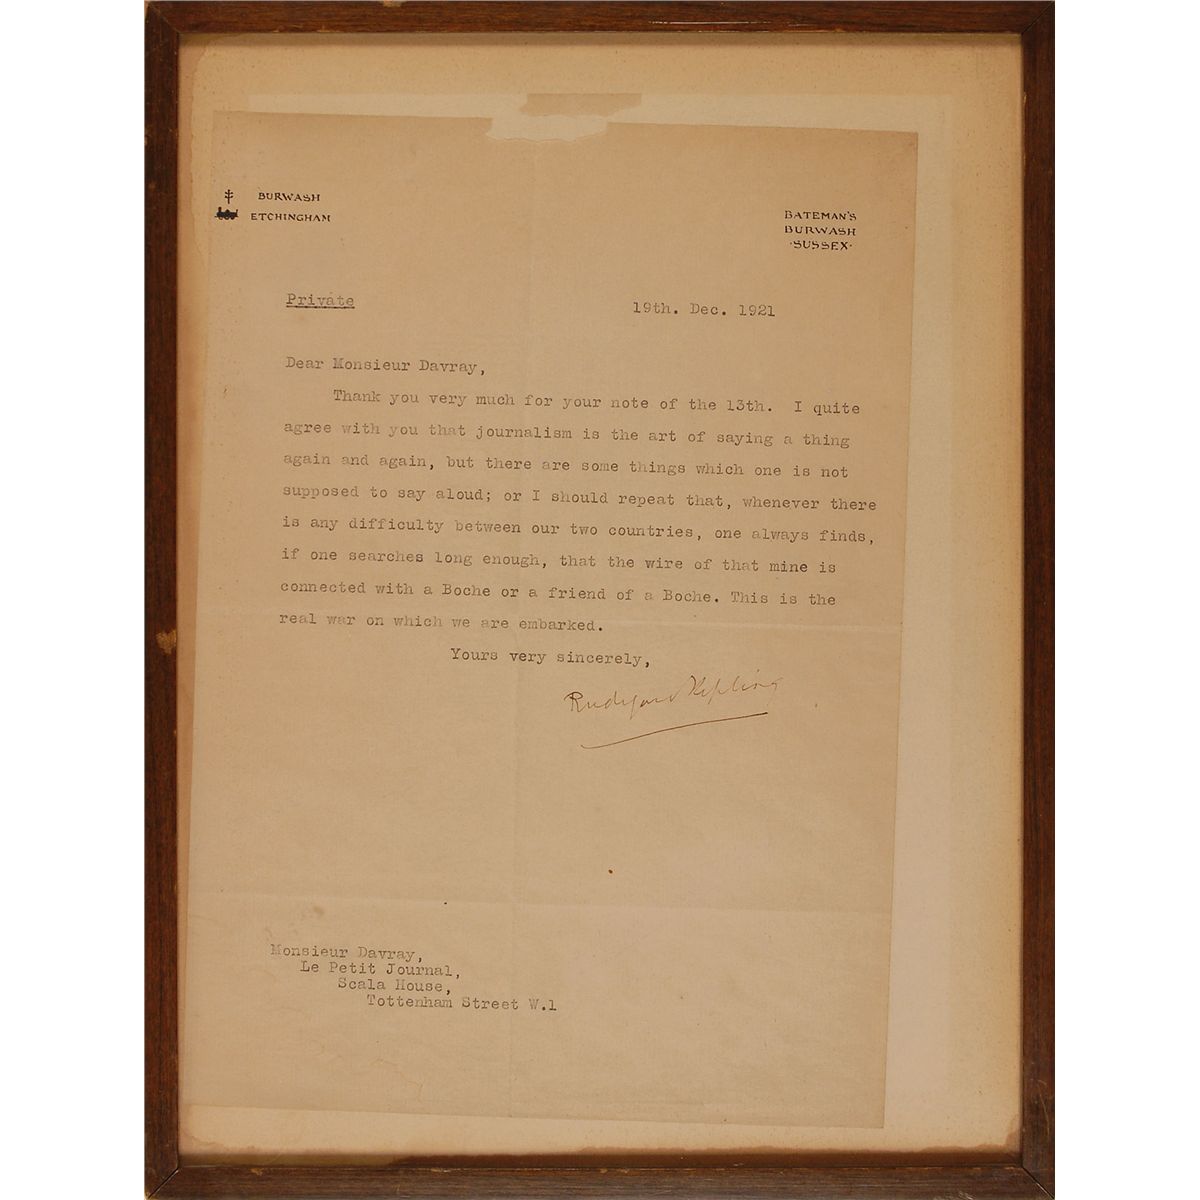 BURWASH
ETCHINGHAM
BATEMAN'S
BURWASH
·SUSSEX·
Private
19th. Dec. 1921
Dear Monsieur Davray,
Thank you very much for your note of the 13th. I quite
agree with you that journalism is the art of saying a thing
again and again, but there are some things which one is not
supposed to say aloud; or I should repeat that, whenever there
is any difficulty between our two countries, one always finds,
if one searches long enough, that the wire of that mine is
connected with a Boche or a friend of a Boche. This is the
real war on which we are embarked.
Yours very sincerely,
Rudyard Kipling
Monsieur Davray,
Le Petit Journal,
Scala House,
Tottenham Street W.1